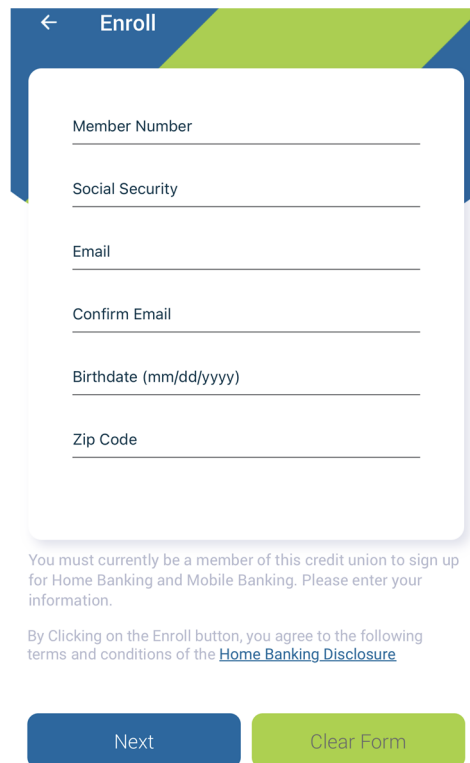 Enroll
Member Number
Social Security
Email
Confirm Email
Birthdate (mm/dd/yyyy)
Zip Code
You must currently be a member of this credit union to sign up
for Home Banking and Mobile Banking. Please enter your
information.
By Clicking on the Enroll button, you agree to the following
terms and conditions of the Home Banking Disclosure
Next
Clear Form